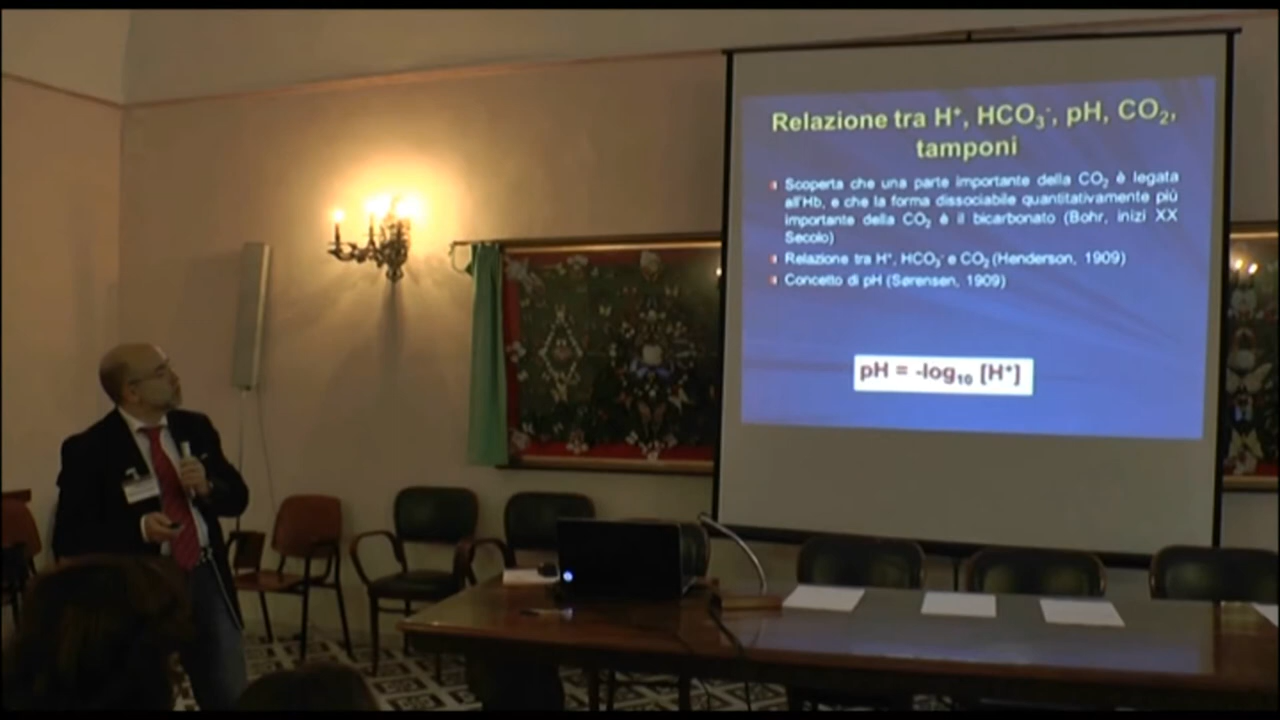 Relazione tra H⁺, HCO₃⁻, pH, CO₂,
tamponi
Scoperta che una parte importante della CO₂ è legata
all'Hb, e che la forma dissociabile quantitativamente più
importante della CO₂ è il bicarbonato (Bohr, inizi XX
Secolo)
Relazione tra H⁺, HCO₃⁻ e CO₂ (Henderson, 1909)
Concetto di pH (Sørensen, 1909)
pH = -log₁₀ [H⁺]